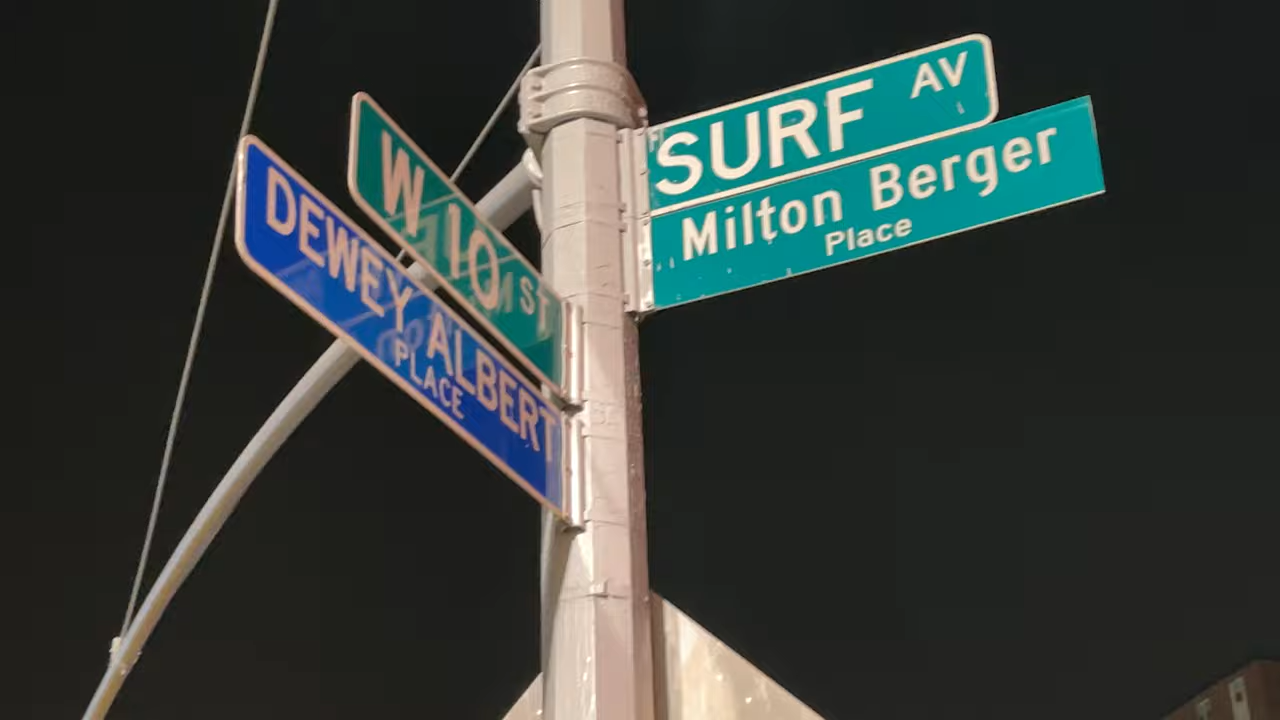 SURF AV
Milton Berger
Place
W 10 ST
DEWEY ALBERT
PLACE